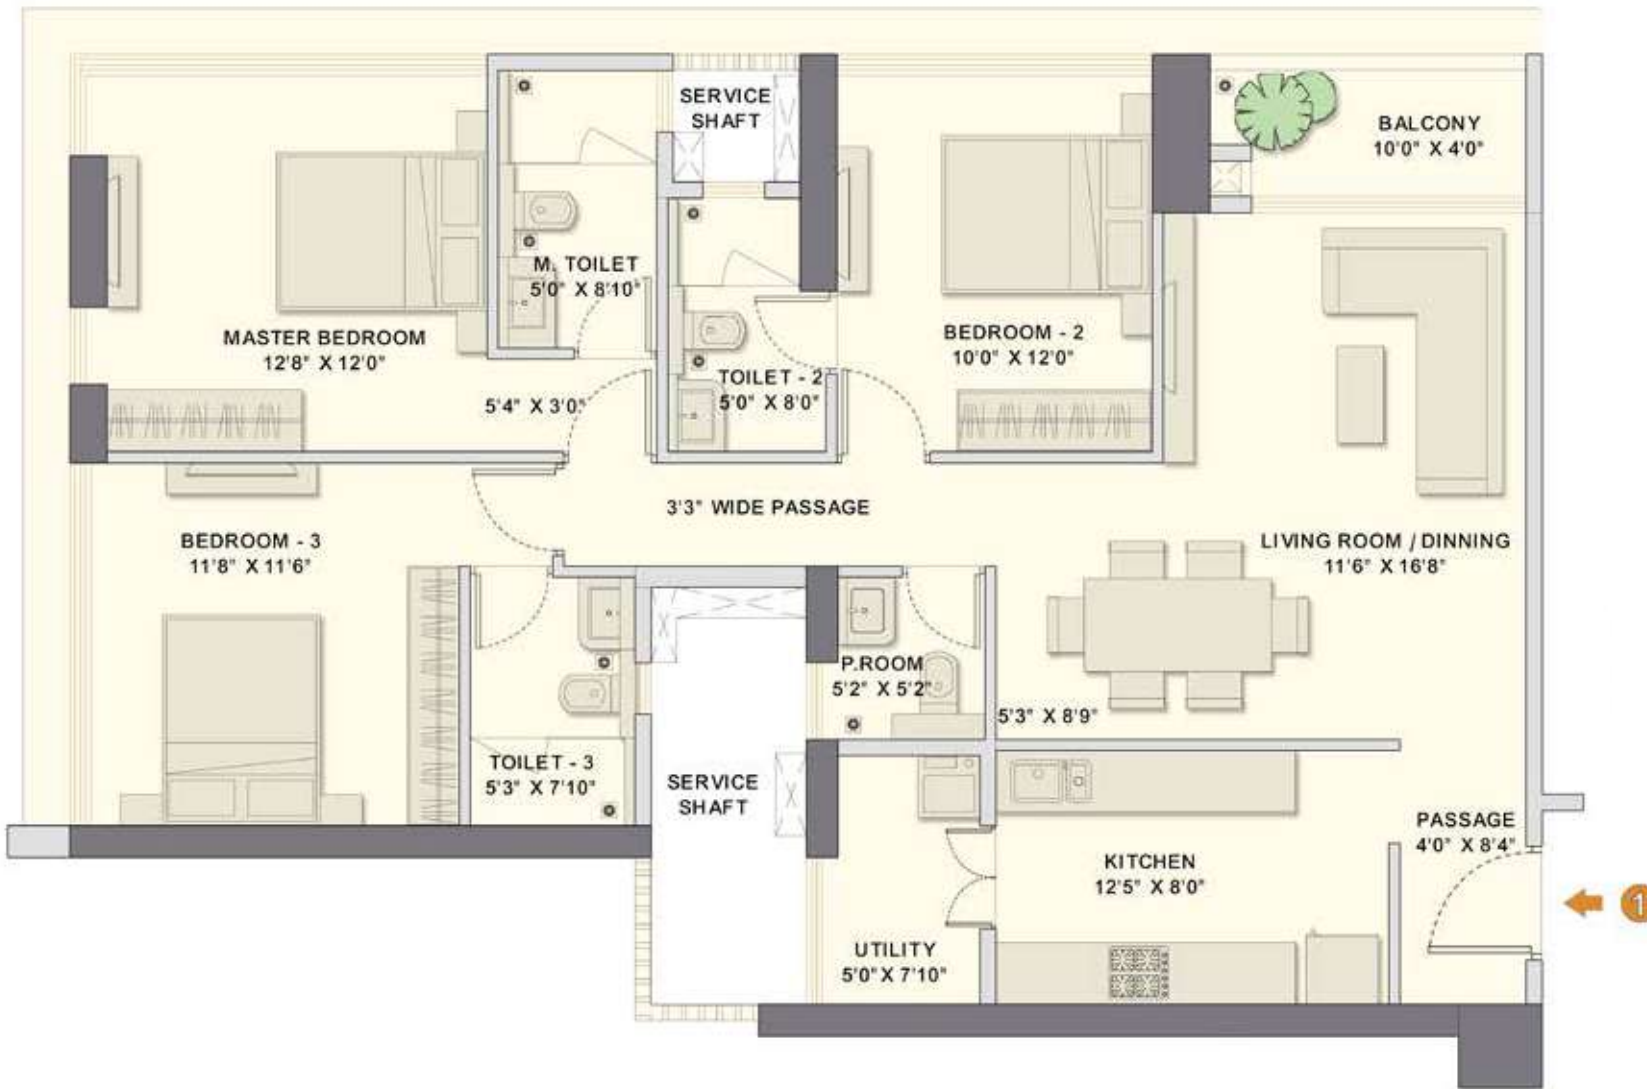 SERVICE
SHAFT
BALCONY
10'0" X 4'0"
M. TOILET
5'0" X 8'10"
MASTER BEDROOM
12'8" X 12'0"
BEDROOM - 2
10'0" X 12'0"
TOILET - 2
5'0" X 8'0"
5'4" X 3'0"
3'3" WIDE PASSAGE
BEDROOM - 3
11'8" X 11'6"
LIVING ROOM / DINNING
11'6" X 16'8"
P.ROOM
5'2" X 5'2"
5'3" X 8'9"
TOILET - 3
5'3" X 7'10"
SERVICE
SHAFT
PASSAGE
4'0" X 8'4"
KITCHEN
12'5" X 8'0"
1
UTILITY
5'0" X 7'10"